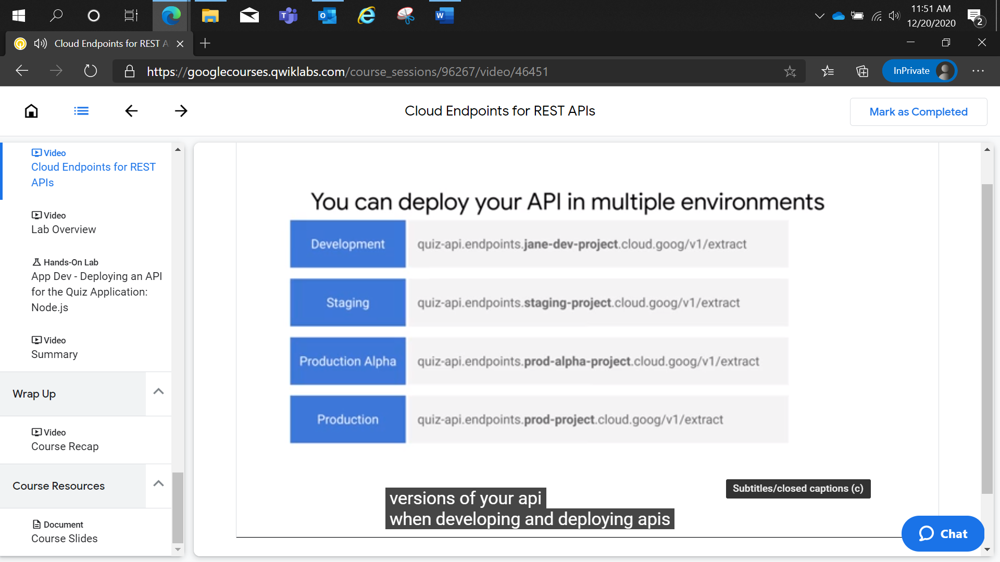 11:51 AM
12/20/2020
2
Cloud Endpoints for REST A
https://googlecourses.qwiklabs.com/course_sessions/96267/video/46451
InPrivate
Cloud Endpoints for REST APIs
Mark as Completed
Video
Cloud Endpoints for REST
APIs
Video
Lab Overview
Hands-On Lab
App Dev - Deploying an API
for the Quiz Application:
Node.js
Video
Summary
Wrap Up
Video
Course Recap
Course Resources
Document
Course Slides
You can deploy your API in multiple environments
Development quiz-api.endpoints.jane-dev-project.cloud.goog/v1/extract
Staging quiz-api.endpoints.staging-project.cloud.goog/v1/extract
Production Alpha quiz-api.endpoints.prod-alpha-project.cloud.goog/v1/extract
Production quiz-api.endpoints.prod-project.cloud.goog/v1/extract
Subtitles/closed captions (c)
versions of your api
when developing and deploying apis
Chat